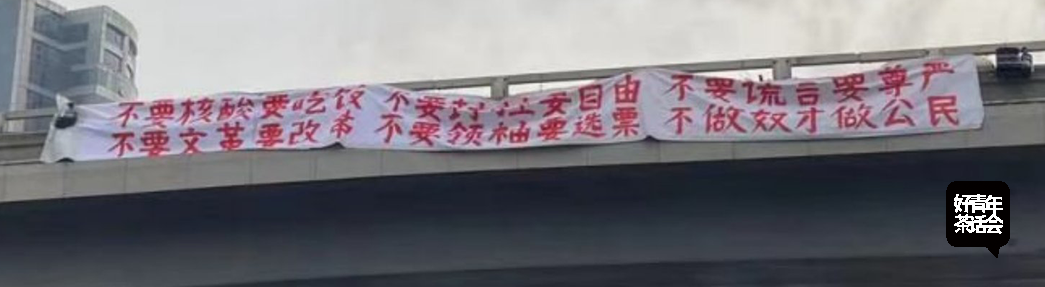 不要核酸要吃饭 不要封控要自由 不要谎言要尊严
不要文革要改革 不要领袖要选票 不做奴才做公民
好青年
茶话会